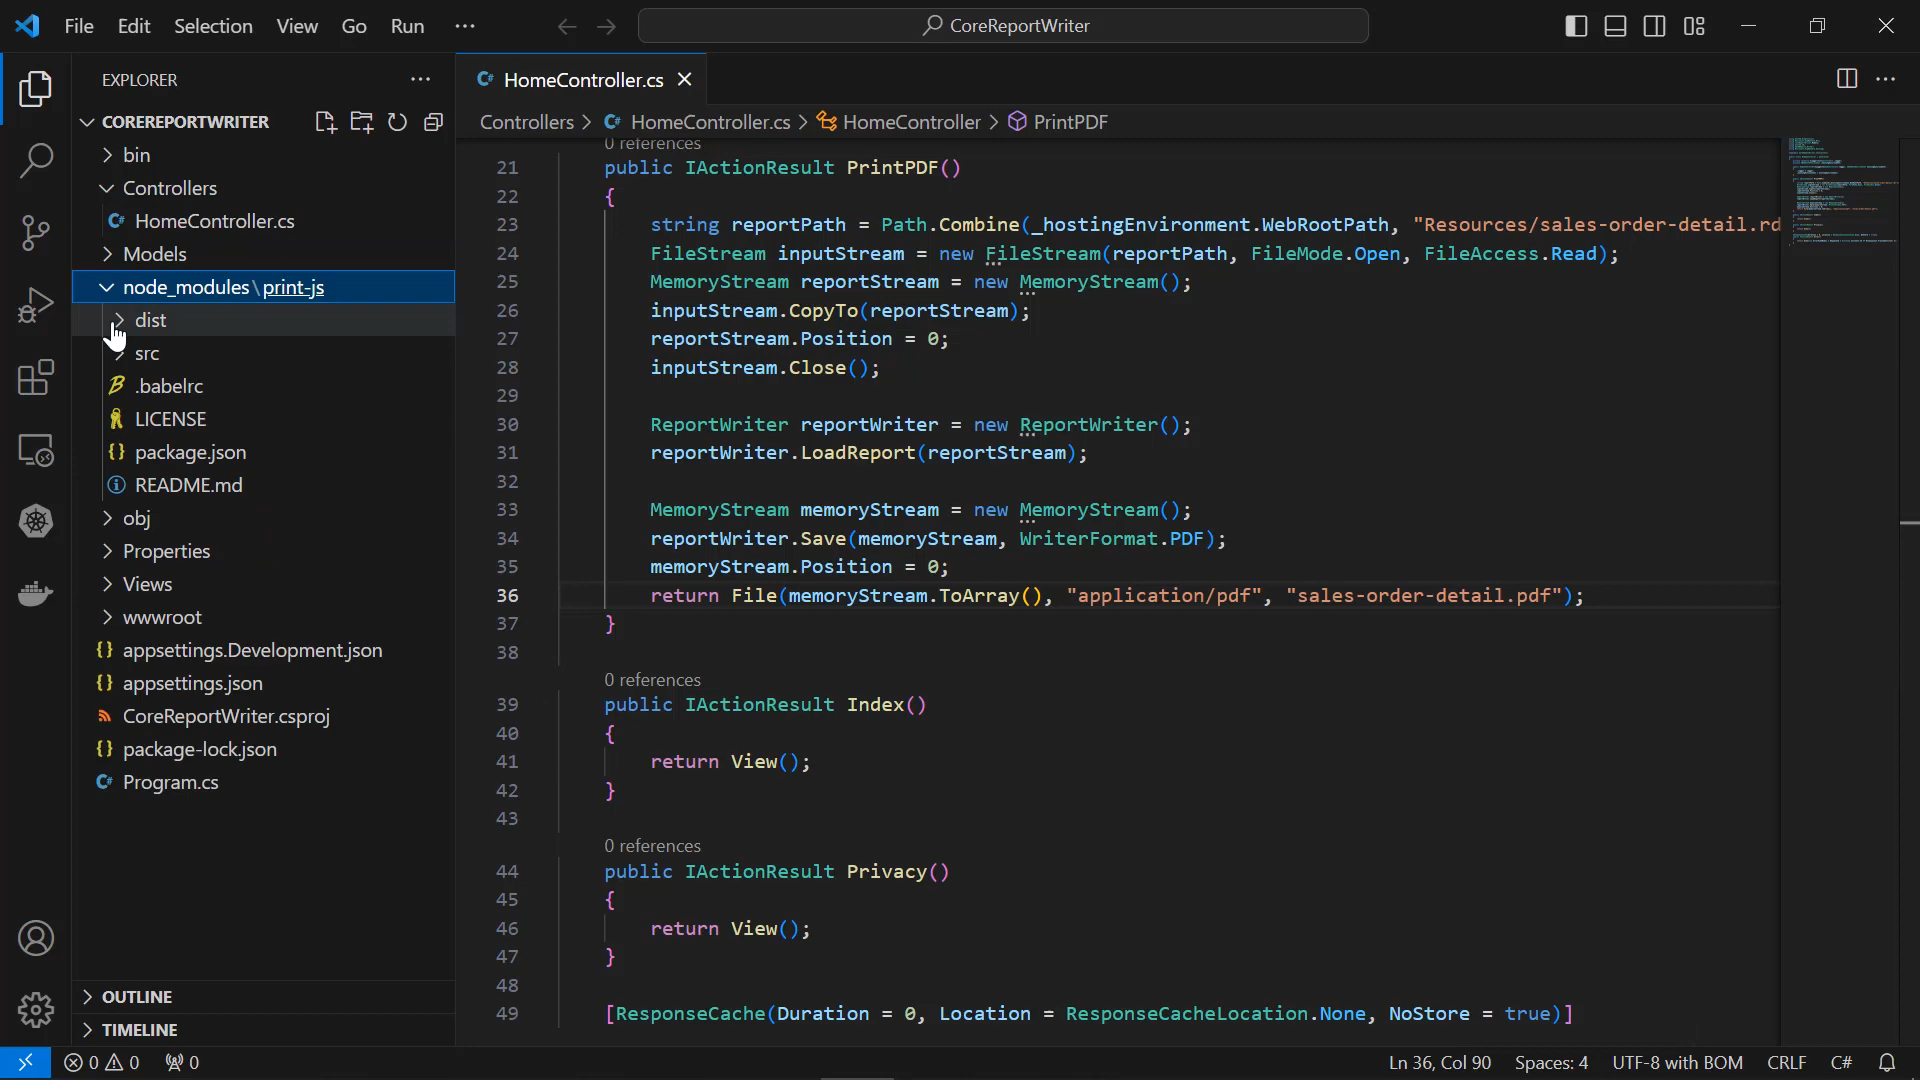 File Edit Selection View Go Run ···
CoreReportWriter
EXPLORER
COREREPORTWRITER
bin
Controllers
HomeController.cs
Models
node_modules\print-js
dist
src
.babelrc
LICENSE
package.json
README.md
obj
Properties
Views
wwwroot
appsettings.Development.json
appsettings.json
CoreReportWriter.csproj
package-lock.json
Program.cs
OUTLINE
TIMELINE
HomeController.cs
Controllers > HomeController.cs > HomeController > PrintPDF
0 references
21 public IActionResult PrintPDF()
22 {
23 string reportPath = Path.Combine(_hostingEnvironment.WebRootPath, "Resources/sales-order-detail.rd
24 FileStream inputStream = new FileStream(reportPath, FileMode.Open, FileAccess.Read);
25 MemoryStream reportStream = new MemoryStream();
26 inputStream.CopyTo(reportStream);
27 reportStream.Position = 0;
28 inputStream.Close();
29
30 ReportWriter reportWriter = new ReportWriter();
31 reportWriter.LoadReport(reportStream);
32
33 MemoryStream memoryStream = new MemoryStream();
34 reportWriter.Save(memoryStream, WriterFormat.PDF);
35 memoryStream.Position = 0;
36 return File(memoryStream.ToArray(), "application/pdf", "sales-order-detail.pdf");
37 }
38
0 references
39 public IActionResult Index()
40 {
41 return View();
42 }
43
0 references
44 public IActionResult Privacy()
45 {
46 return View();
47 }
48
49 [ResponseCache(Duration = 0, Location = ResponseCacheLocation.None, NoStore = true)]
0 0 0 Ln 36, Col 90 Spaces: 4 UTF-8 with BOM CRLF C#